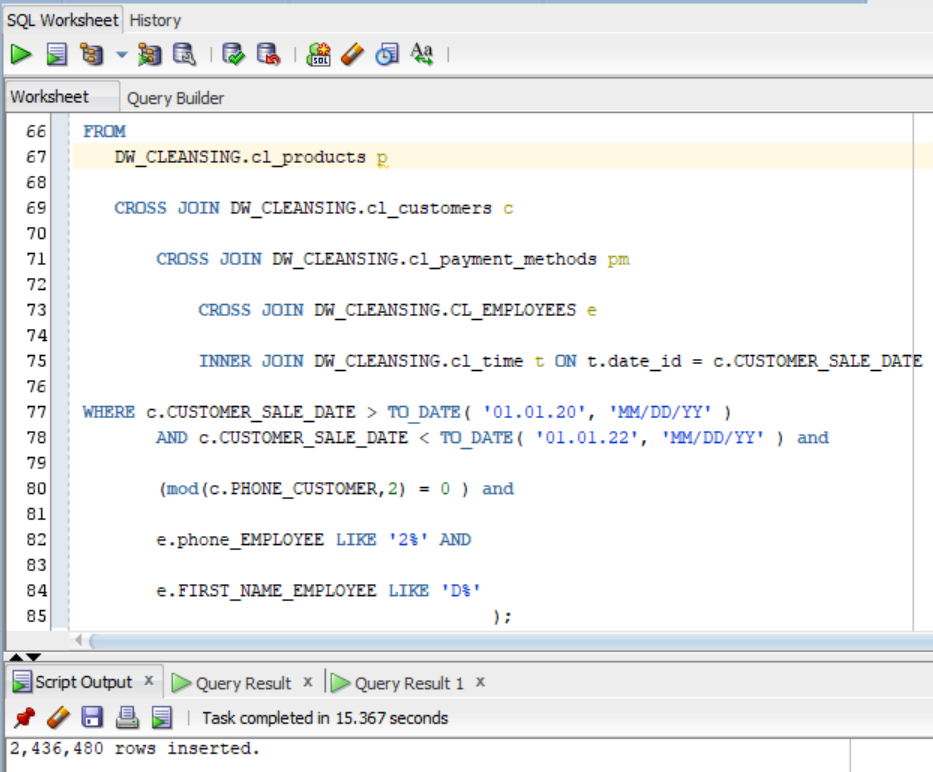 SQL Worksheet History
Worksheet Query Builder
66 FROM
67 DW_CLEANSING.cl_products p
68
69 CROSS JOIN DW_CLEANSING.cl_customers c
70
71 CROSS JOIN DW_CLEANSING.cl_payment_methods pm
72
73 CROSS JOIN DW_CLEANSING.CL_EMPLOYEES e
74
75 INNER JOIN DW_CLEANSING.cl_time t ON t.date_id = c.CUSTOMER_SALE_DATE
76
77 WHERE c.CUSTOMER_SALE_DATE > TO_DATE( '01.01.20', 'MM/DD/YY' )
78 AND c.CUSTOMER_SALE_DATE < TO_DATE( '01.01.22', 'MM/DD/YY' ) and
79
80 (mod(c.PHONE_CUSTOMER,2) = 0 ) and
81
82 e.phone_EMPLOYEE LIKE '2%' AND
83
84 e.FIRST_NAME_EMPLOYEE LIKE 'D%'
85 );
Script Output x Query Result x Query Result 1 x
Task completed in 15.367 seconds
2,436,480 rows inserted.